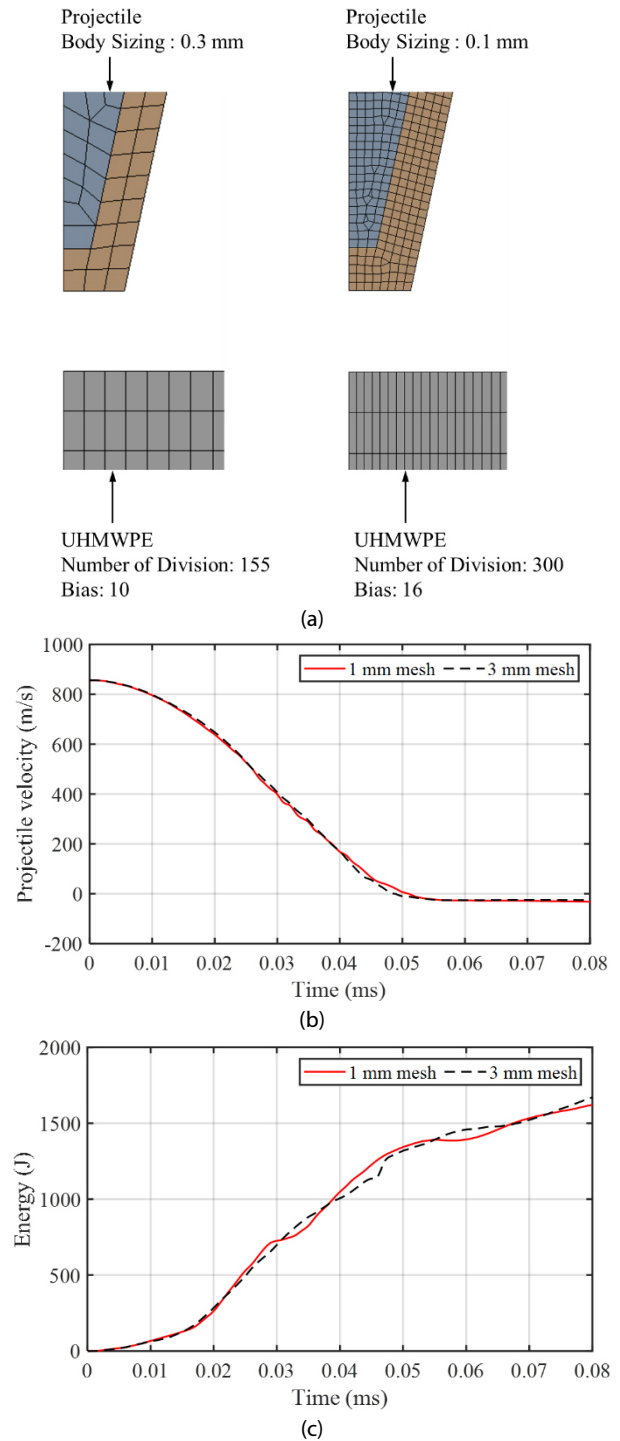 Projectile
Body Sizing : 0.3 mm
Projectile
Body Sizing : 0.1 mm
UHMWPE
Number of Division: 155
Bias: 10
UHMWPE
Number of Division: 300
Bias: 16
(a)
1000
800
600
400
200
0
-200
Projectile velocity (m/s)
1 mm mesh
3 mm mesh
0 0.01 0.02 0.03 0.04 0.05 0.06 0.07 0.08
Time (ms)
(b)
2000
1500
1000
500
0
Energy (J)
1 mm mesh
3 mm mesh
0 0.01 0.02 0.03 0.04 0.05 0.06 0.07 0.08
Time (ms)
(c)